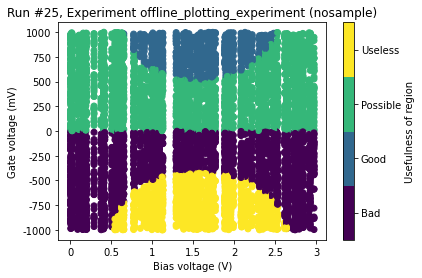 Run #25, Experiment offline_plotting_experiment (nosample)
1000
750
500
250
0
-250
-500
-750
-1000
Gate voltage (mV)
0
0.5
1
1.5
2
2.5
3
Bias voltage (V)
Useless
Possible
Good
Bad
Usefulness of region